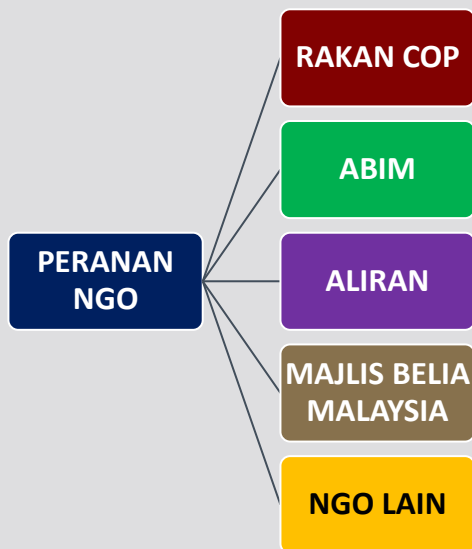 PERANAN
NGO
RAKAN COP
ABIM
ALIRAN
MAJLIS BELIA
MALAYSIA
NGO LAIN